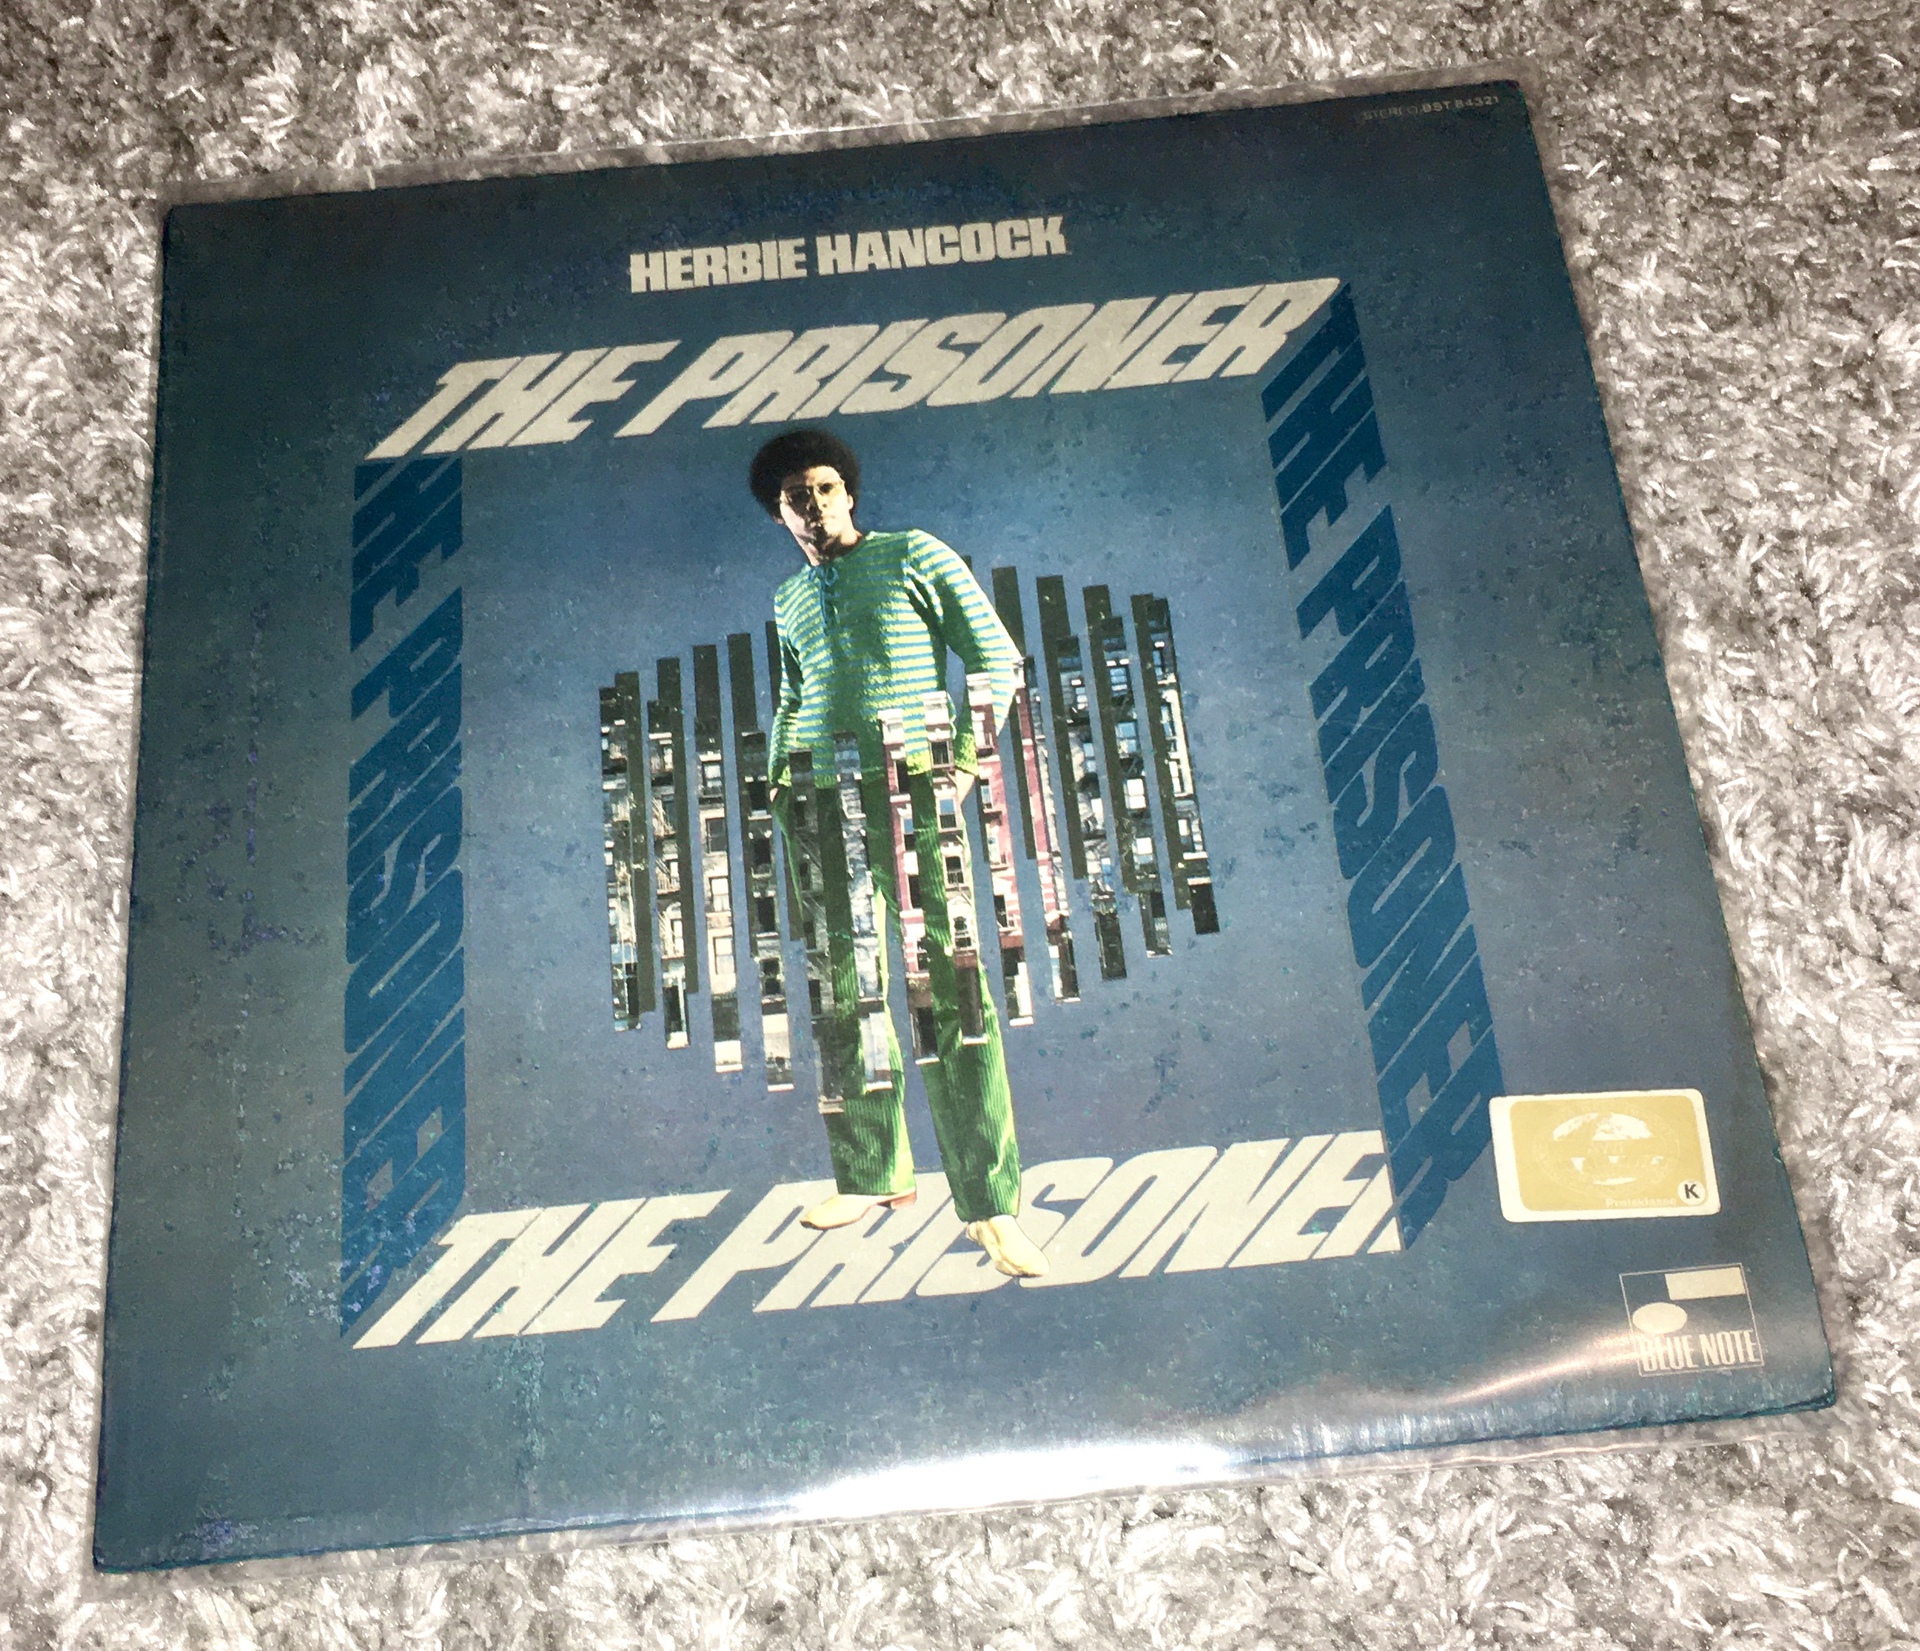 STEREO BST 84321
HERBIE HANCOCK
THE PRISONER
THE PRISONER
THE PRISONER
THE PRISONER
K
BLUE NOTE